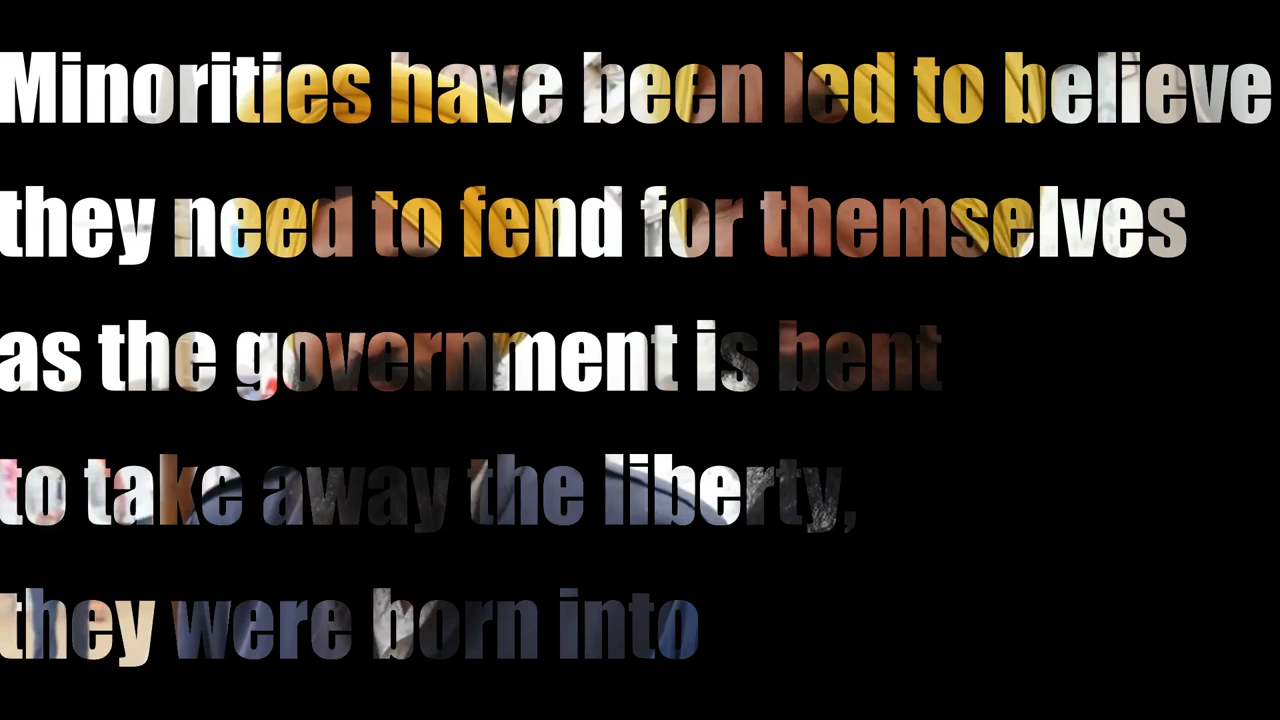 Minorities have been led to believe
they need to fend for themselves
as the government is bent
to take away the liberty,
they were born into